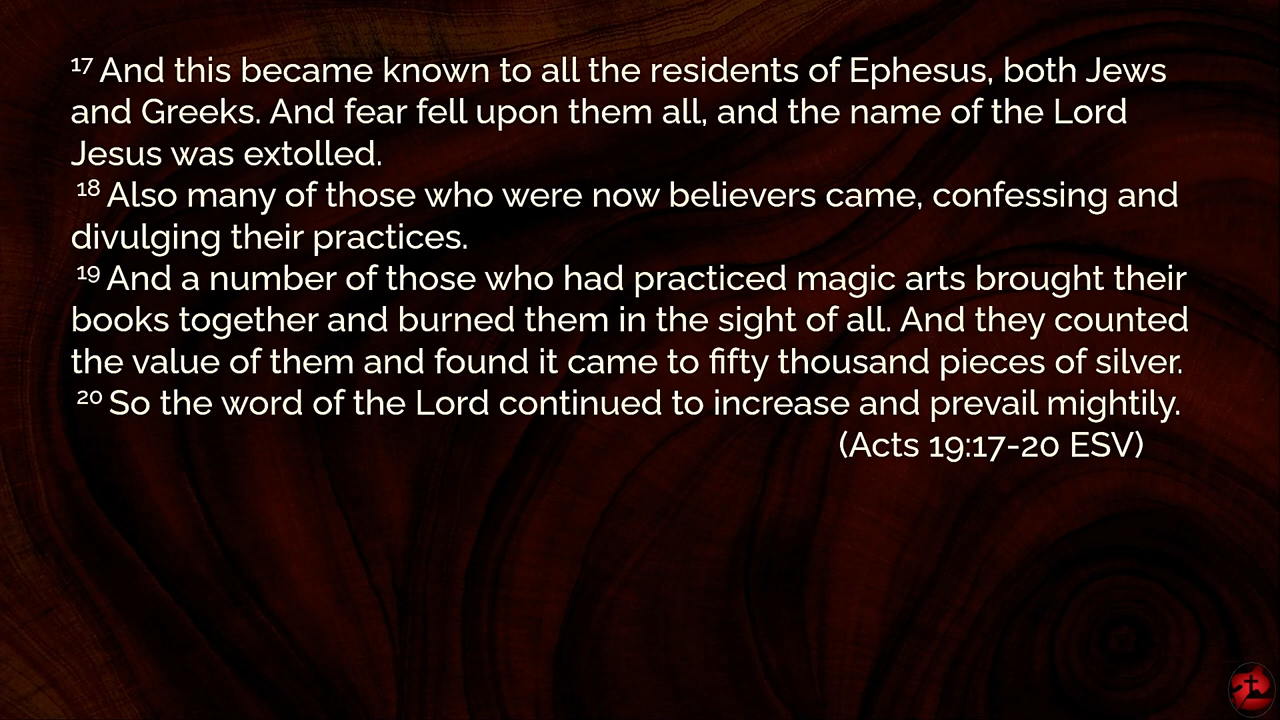 17 And this became known to all the residents of Ephesus, both Jews
and Greeks. And fear fell upon them all, and the name of the Lord
Jesus was extolled.
18 Also many of those who were now believers came, confessing and
divulging their practices.
19 And a number of those who had practiced magic arts brought their
books together and burned them in the sight of all. And they counted
the value of them and found it came to fifty thousand pieces of silver.
20 So the word of the Lord continued to increase and prevail mightily.
(Acts 19:17-20 ESV)